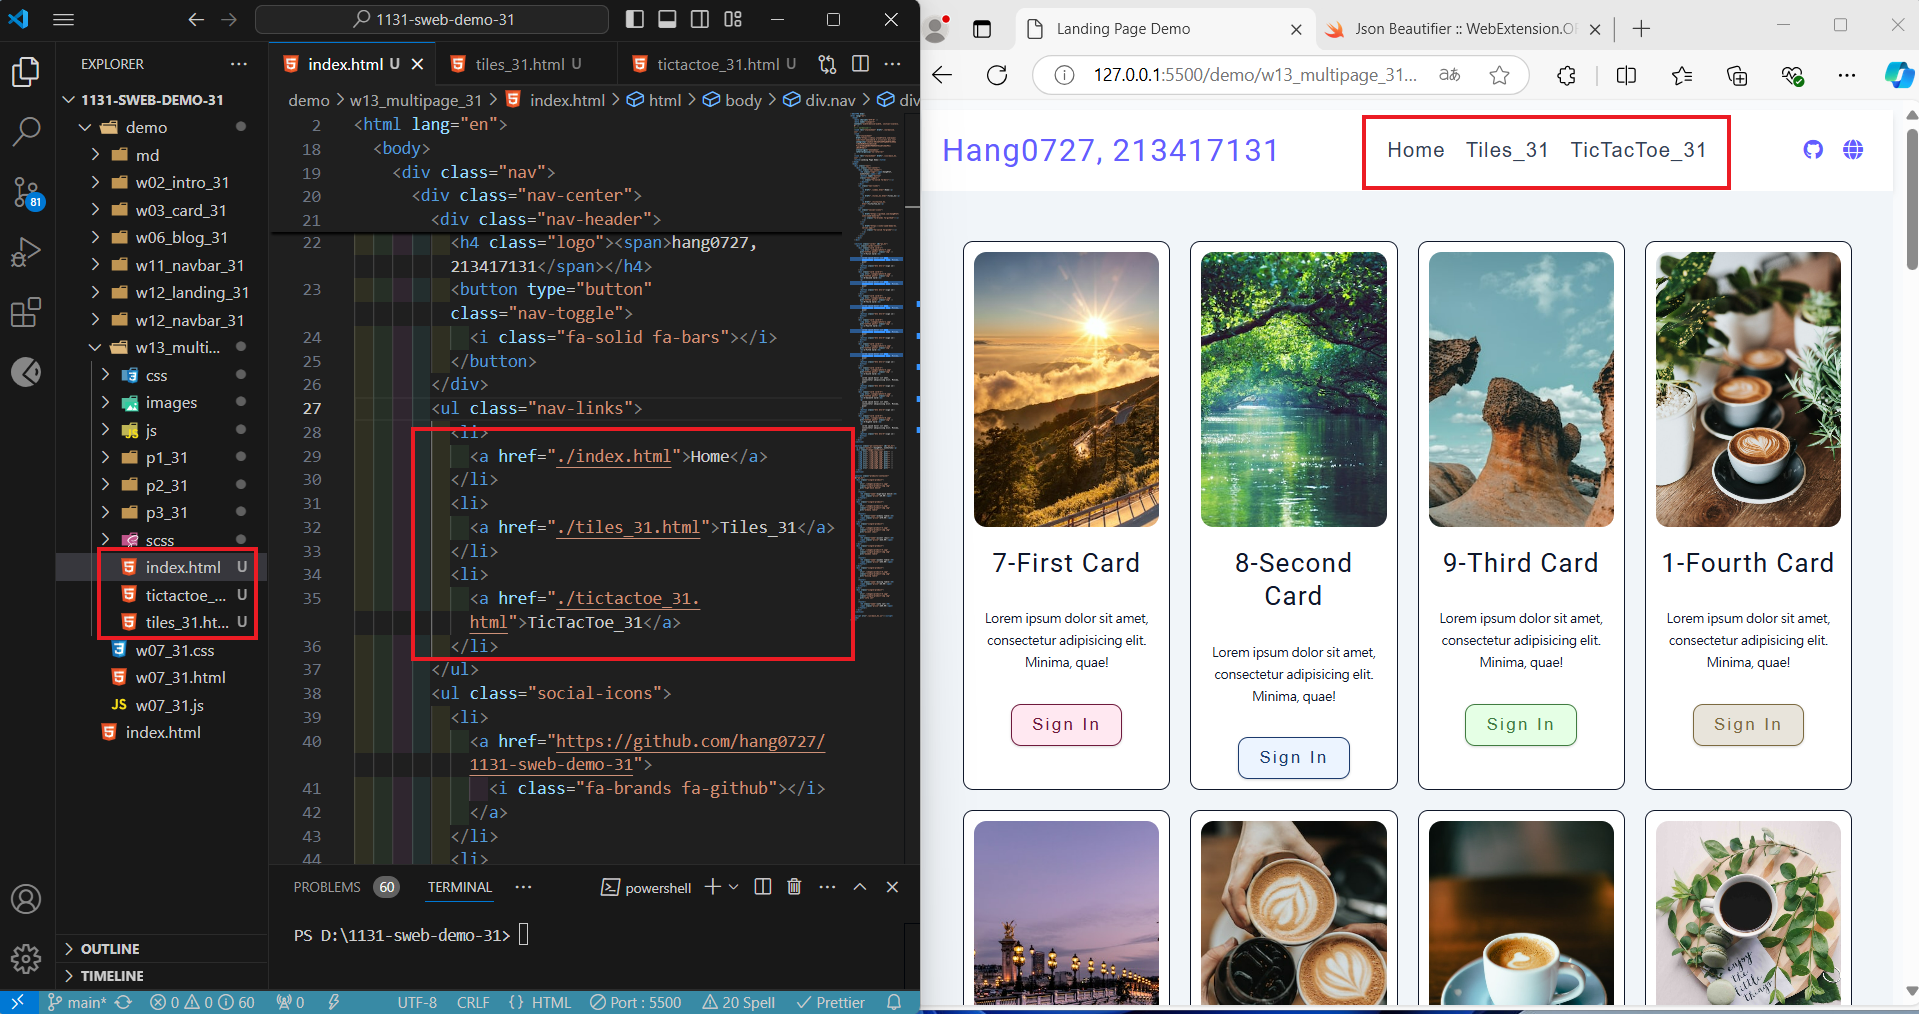 1131-sweb-demo-31
EXPLORER
1131-SWEB-DEMO-31
demo
md
w02_intro_31
w03_card_31
w06_blog_31
w11_navbar_31
w12_landing_31
w12_navbar_31
w13_multi...
css
images
js
p1_31
p2_31
p3_31
scss
index.html U
tictactoe_... U
tiles_31.ht... U
w07_31.css
w07_31.html
JS w07_31.js
index.html
OUTLINE
TIMELINE
81
index.html U
tiles_31.html U
tictactoe_31.html U
demo > w13_multipage_31 > index.html > html > body > div.nav > div
2 <html lang="en">
18 <body>
19 <div class="nav">
20 <div class="nav-center">
21 <div class="nav-header">
22 <h4 class="logo"><span>hang0727,
213417131</span></h4>
23 <button type="button"
class="nav-toggle">
24 <i class="fa-solid fa-bars"></i>
25 </button>
26 </div>
27 <ul class="nav-links">
28 <li>
29 <a href="./index.html">Home</a>
30 </li>
31 <li>
32 <a href="./tiles_31.html">Tiles_31</a>
33 </li>
34 <li>
35 <a href="./tictactoe_31.
html">TicTacToe_31</a>
36 </li>
37 </ul>
38 <ul class="social-icons">
39 <li>
40 <a href="https://github.com/hang0727/
1131-sweb-demo-31">
41 <i class="fa-brands fa-github"></i>
42 </a>
43 </li>
44 <li>
PROBLEMS 60 TERMINAL powershell
PS D:\1131-sweb-demo-31>
main* 0 0 60 0 UTF-8 CRLF {} HTML Port : 5500 20 Spell Prettier
Landing Page Demo
Json Beautifier :: WebExtension.OR
127.0.0.1:5500/demo/w13_multipage_31...
aあ
Hang0727, 213417131
Home Tiles_31 TicTacToe_31
7-First Card
Lorem ipsum dolor sit amet,
consectetur adipisicing elit.
Minima, quae!
Sign In
8-Second
Card
Lorem ipsum dolor sit amet,
consectetur adipisicing elit.
Minima, quae!
Sign In
9-Third Card
Lorem ipsum dolor sit amet,
consectetur adipisicing elit.
Minima, quae!
Sign In
1-Fourth Card
Lorem ipsum dolor sit amet,
consectetur adipisicing elit.
Minima, quae!
Sign In
enjoy
the
little
things